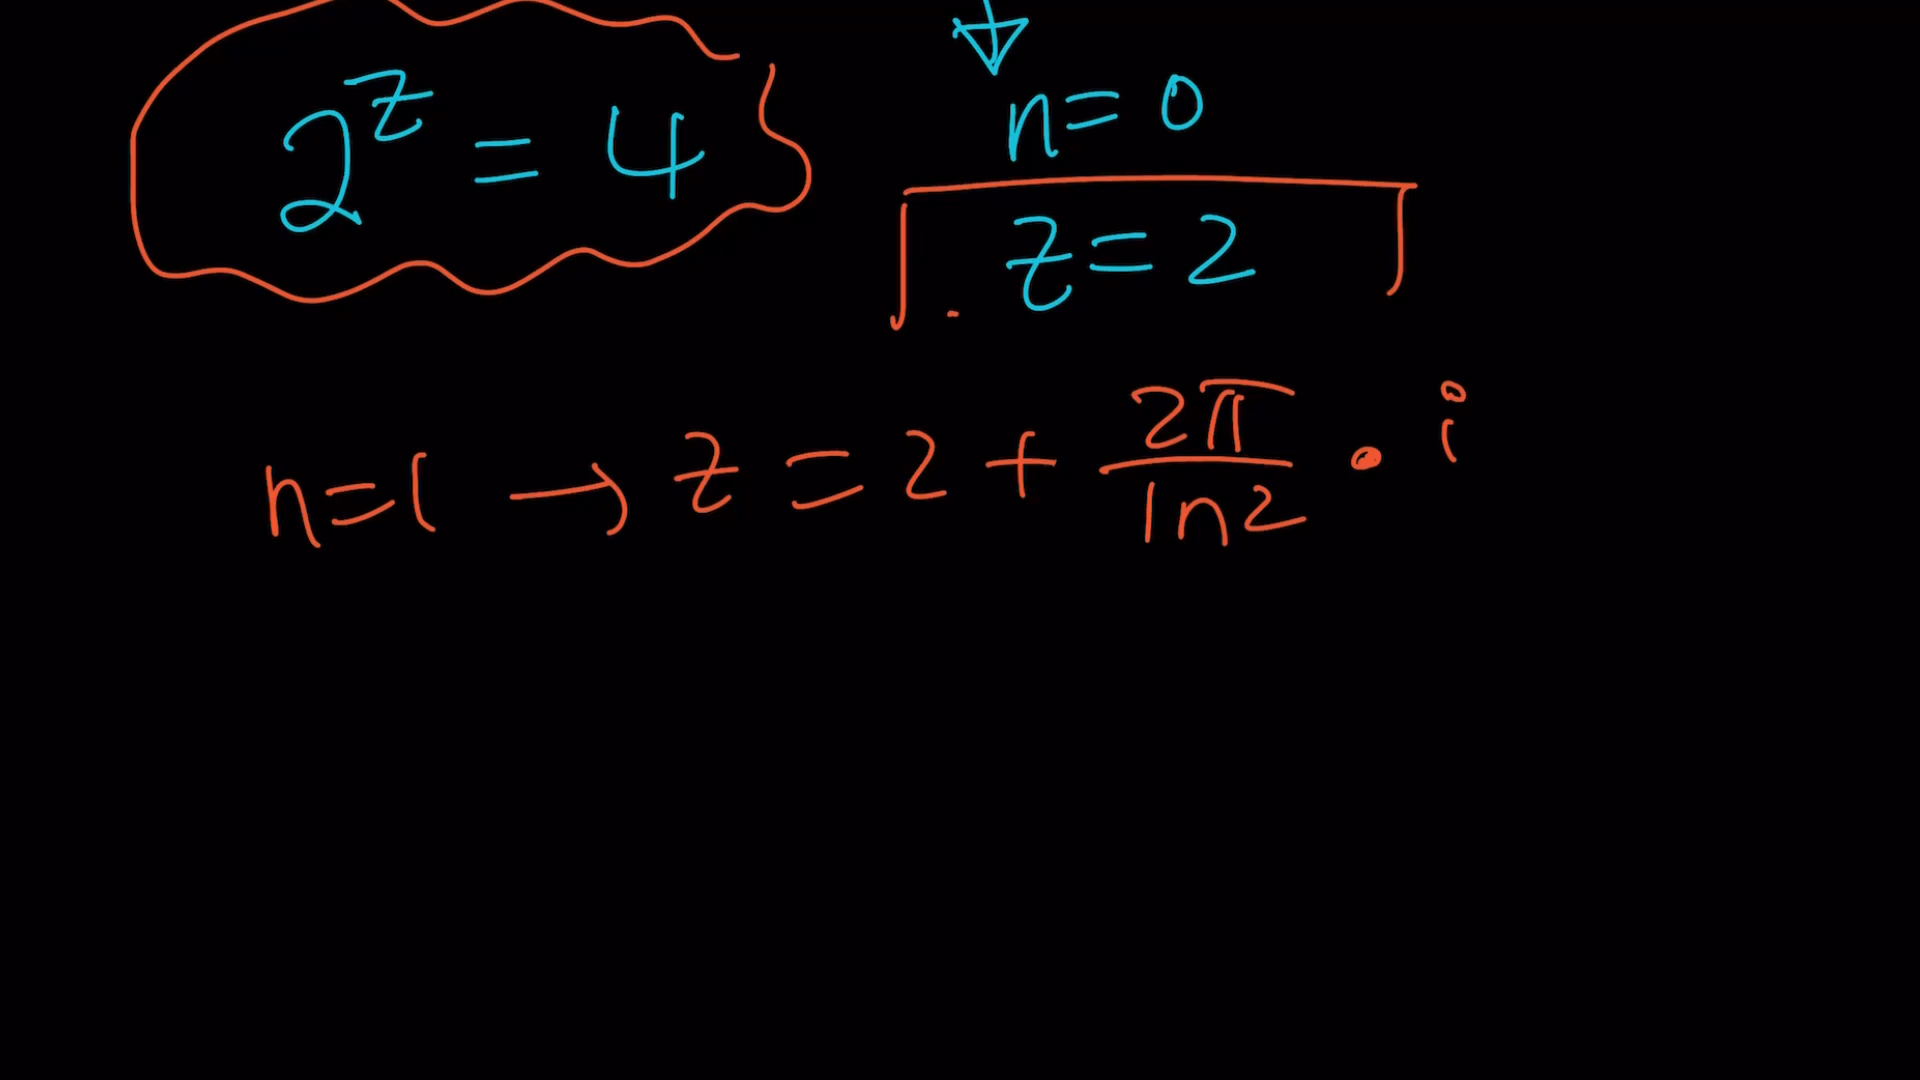 2^z = 4
n = 0
z = 2
n = 1 → z = 2 + 2π/ln2 • i